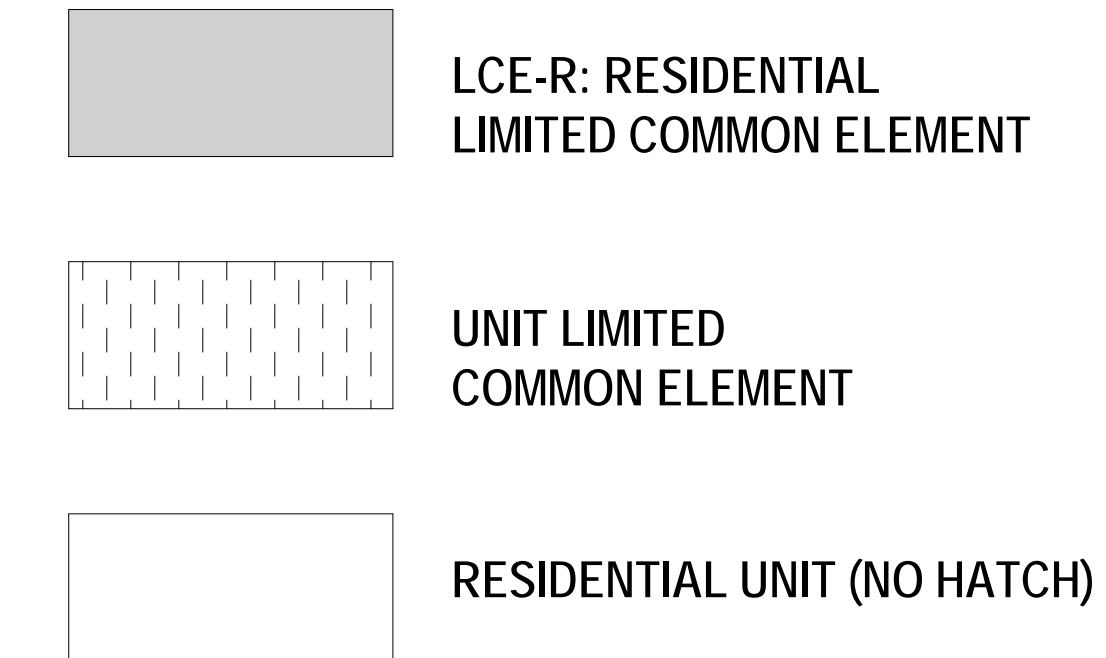 LCE-R: RESIDENTIAL
LIMITED COMMON ELEMENT
UNIT LIMITED
COMMON ELEMENT
RESIDENTIAL UNIT (NO HATCH)